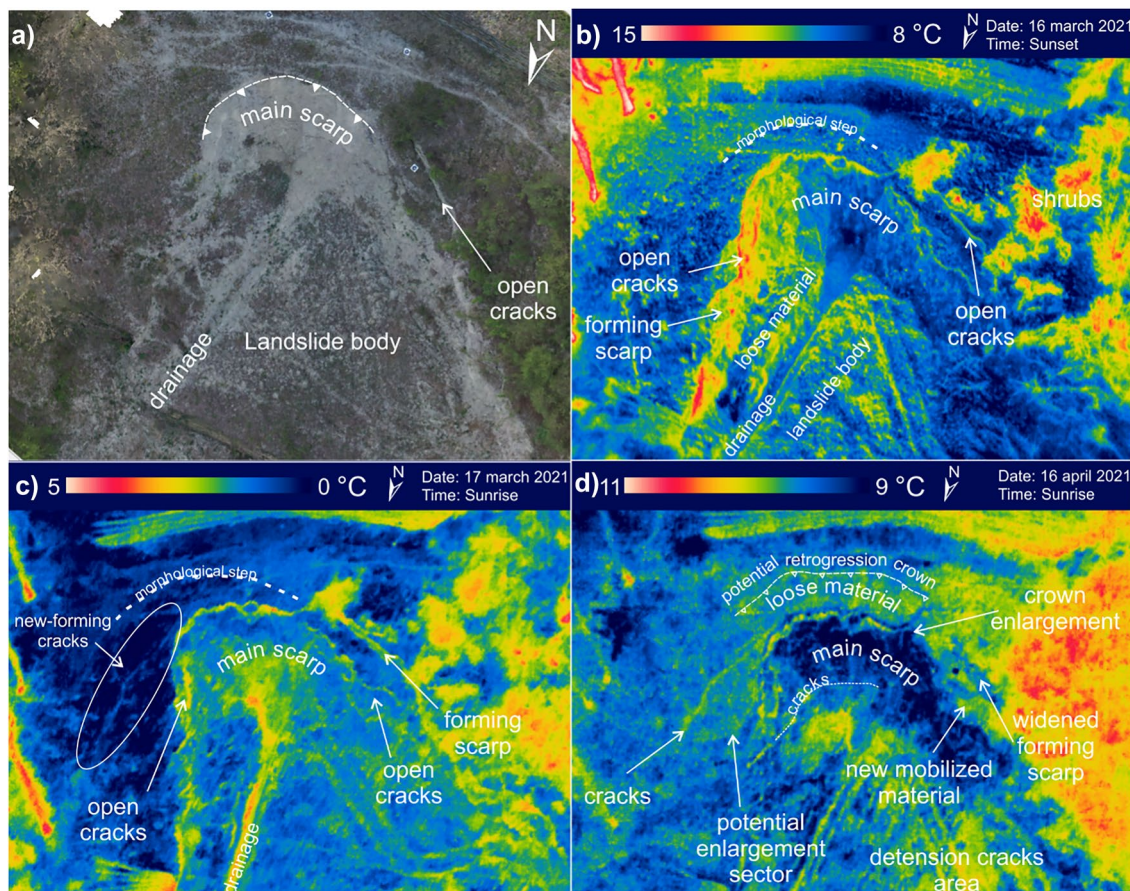 a)
N
main scarp
open
cracks
Landslide body
drainage
b)
15
8 °C
N
Date: 16 march 2021
Time: Sunset
morphological step
main scarp
shrubs
open
cracks
open
cracks
forming
scarp
loose material
drainage
landslide body
c)
5
0 °C
N
Date: 17 march 2021
Time: Sunrise
morphological step
new-forming
cracks
main scarp
forming
scarp
open
cracks
open
cracks
drainage
d)
11
9 °C
N
Date: 16 april 2021
Time: Sunrise
potential retrogression crown
loose material
crown
enlargement
main scarp
cracks
widened
forming
scarp
new mobilized
material
cracks
potential
enlargement
sector
detension cracks
area